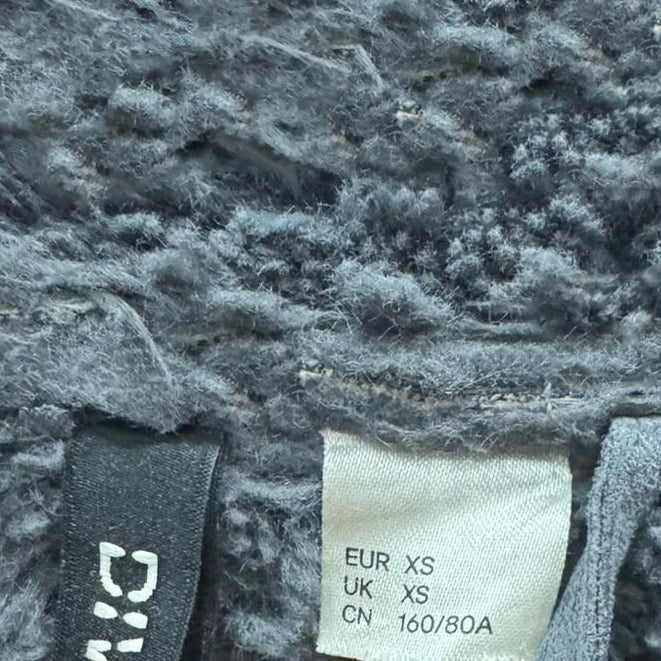 EUR XS
UK XS
CN 160/80A